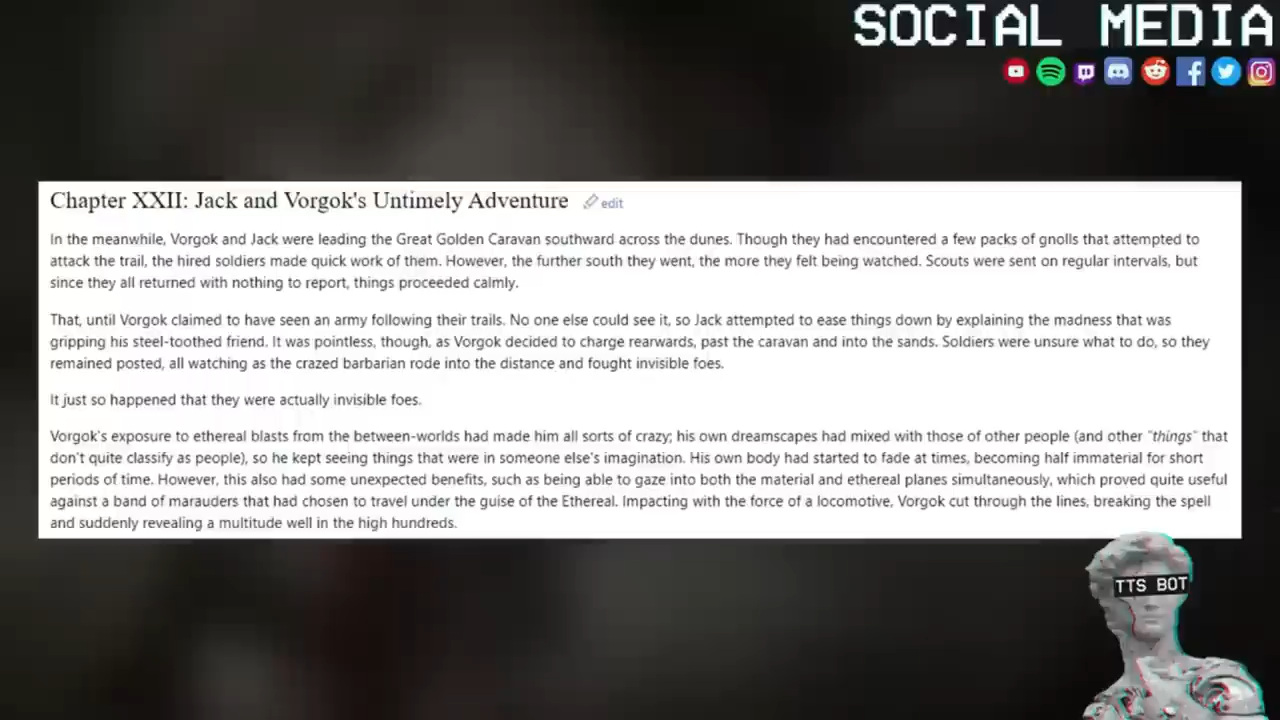 SOCIAL MEDIA
Chapter XXII: Jack and Vorgok's Untimely Adventure edit
In the meanwhile, Vorgok and Jack were leading the Great Golden Caravan southward across the dunes. Though they had encountered a few packs of gnolls that attempted to
attack the trail, the hired soldiers made quick work of them. However, the further south they went, the more they felt being watched. Scouts were sent on regular intervals, but
since they all returned with nothing to report, things proceeded calmly.
That, until Vorgok claimed to have seen an army following their trails. No one else could see it, so Jack attempted to ease things down by explaining the madness that was
gripping his steel-toothed friend. It was pointless, though, as Vorgok decided to charge rearwards, past the caravan and into the sands. Soldiers were unsure what to do, so they
remained posted, all watching as the crazed barbarian rode into the distance and fought invisible foes.
It just so happened that they were actually invisible foes.
Vorgok's exposure to ethereal blasts from the between-worlds had made him all sorts of crazy; his own dreamscapes had mixed with those of other people (and other "things" that
don't quite classify as people), so he kept seeing things that were in someone else's imagination. His own body had started to fade at times, becoming half immaterial for short
periods of time. However, this also had some unexpected benefits, such as being able to gaze into both the material and ethereal planes simultaneously, which proved quite useful
against a band of marauders that had chosen to travel under the guise of the Ethereal. Impacting with the force of a locomotive, Vorgok cut through the lines, breaking the spell
and suddenly revealing a multitude well in the high hundreds.
TTS BOT